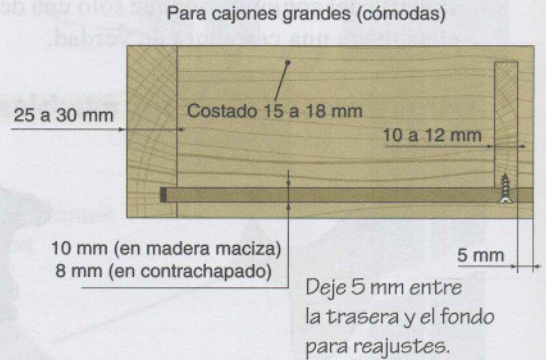 Para cajones grandes (cómodas)
25 a 30 mm
Costado 15 a 18 mm
10 a 12 mm
10 mm (en madera maciza)
8 mm (en contrachapado)
5 mm
Deje 5 mm entre
la trasera y el fondo
para reajustes.